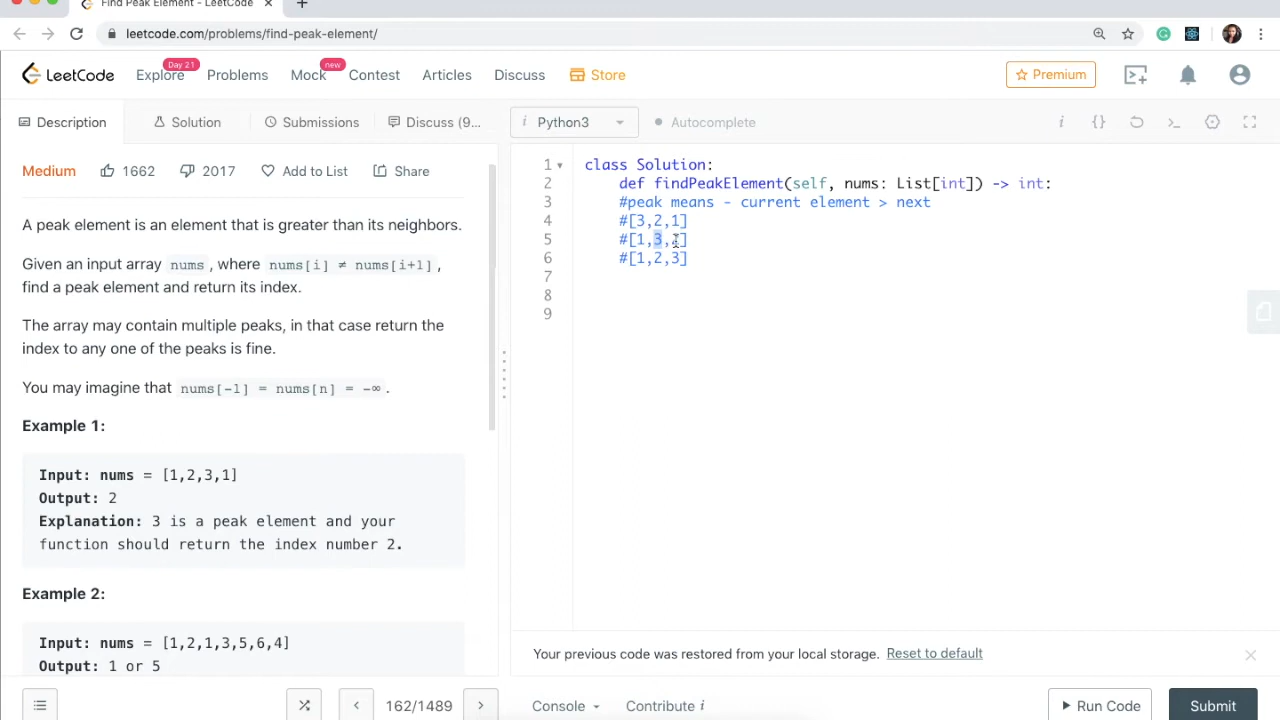 Find Peak Element - LeetCode
leetcode.com/problems/find-peak-element/
LeetCode
Explore
Day 21
Problems
Mock
new
Contest
Articles
Discuss
Store
Premium
Description
Solution
Submissions
Discuss (9...
Python3
Autocomplete
Medium
1662
2017
Add to List
Share
A peak element is an element that is greater than its neighbors.
Given an input array nums, where nums[i] ≠ nums[i+1],
find a peak element and return its index.
The array may contain multiple peaks, in that case return the
index to any one of the peaks is fine.
You may imagine that nums[-1] = nums[n] = -∞.
Example 1:
Input: nums = [1,2,3,1]
Output: 2
Explanation: 3 is a peak element and your
function should return the index number 2.
Example 2:
Input: nums = [1,2,1,3,5,6,4]
Output: 1 or 5
1 class Solution:
2 def findPeakElement(self, nums: List[int]) -> int:
3 #peak means - current element > next
4 #[3,2,1]
5 #[1,3, ]
6 #[1,2,3]
7
8
9
Your previous code was restored from your local storage. Reset to default
162/1489
Console
Contribute i
Run Code
Submit